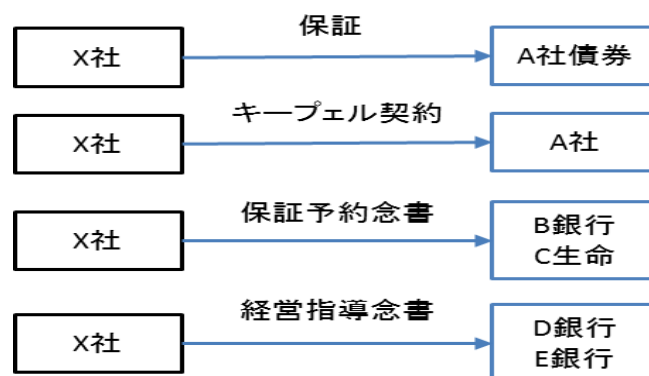 保証
X社
A社債券
キープェル契約
X社
A社
保証予約念書
X社
B銀行
C生命
経営指導念書
X社
D銀行
E銀行